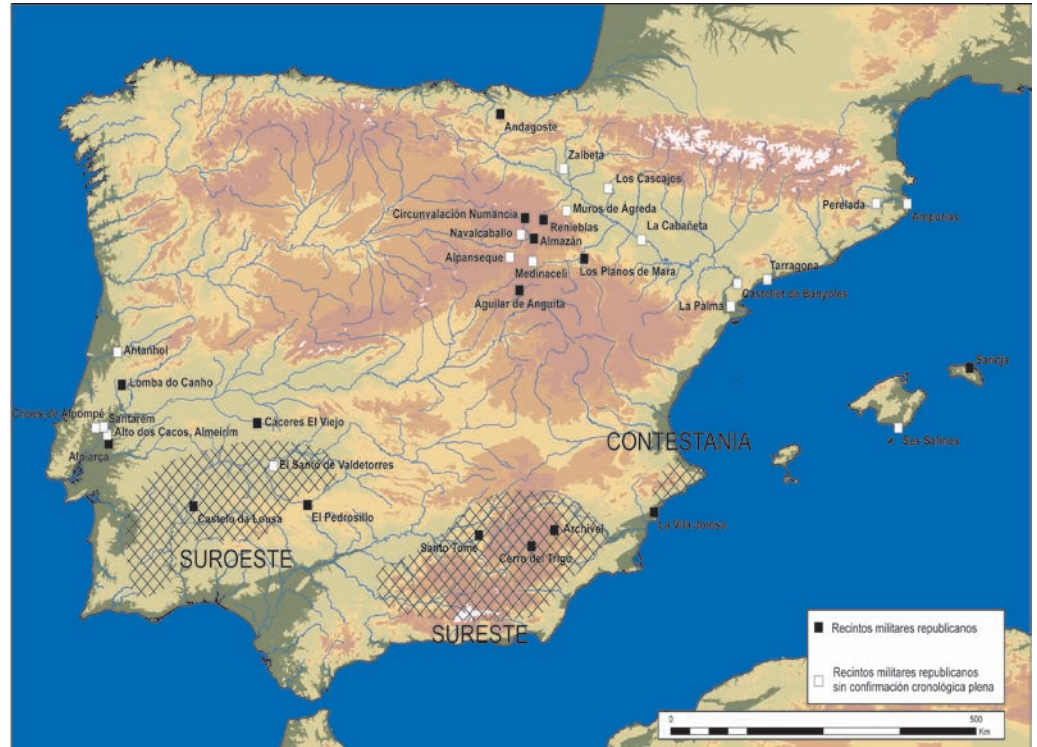 Andagoste
Zaibeta
Los Cascajos
Muros de Ágreda
Circunvalación Numancia
Renieblas
Perelada
Ampurias
Navalcaballo
Almazán
La Cabañeta
Alpanseque
Medinaceli
Los Planos de Mara
Tarragona
Castellet de Banyoles
Aguilar de Anguita
La Palma
Antanhol
Sanitja
Lomba do Canho
Chões de Alpompé
Santarem
Alto dos Cacos, Almeirim
Alpiarça
Cáceres El Viejo
Ses Salines
CONTESTANIA
El Santo de Valdetorres
Castelo da Lousa
El Pedrosillo
La Vila Joiosa
Archivel
Santo Tomé
Cerro del Trigo
SUROESTE
SURESTE
Recintos militares republicanos
Recintos militares republicanos
sin confirmación cronológica plena
0 500
Km